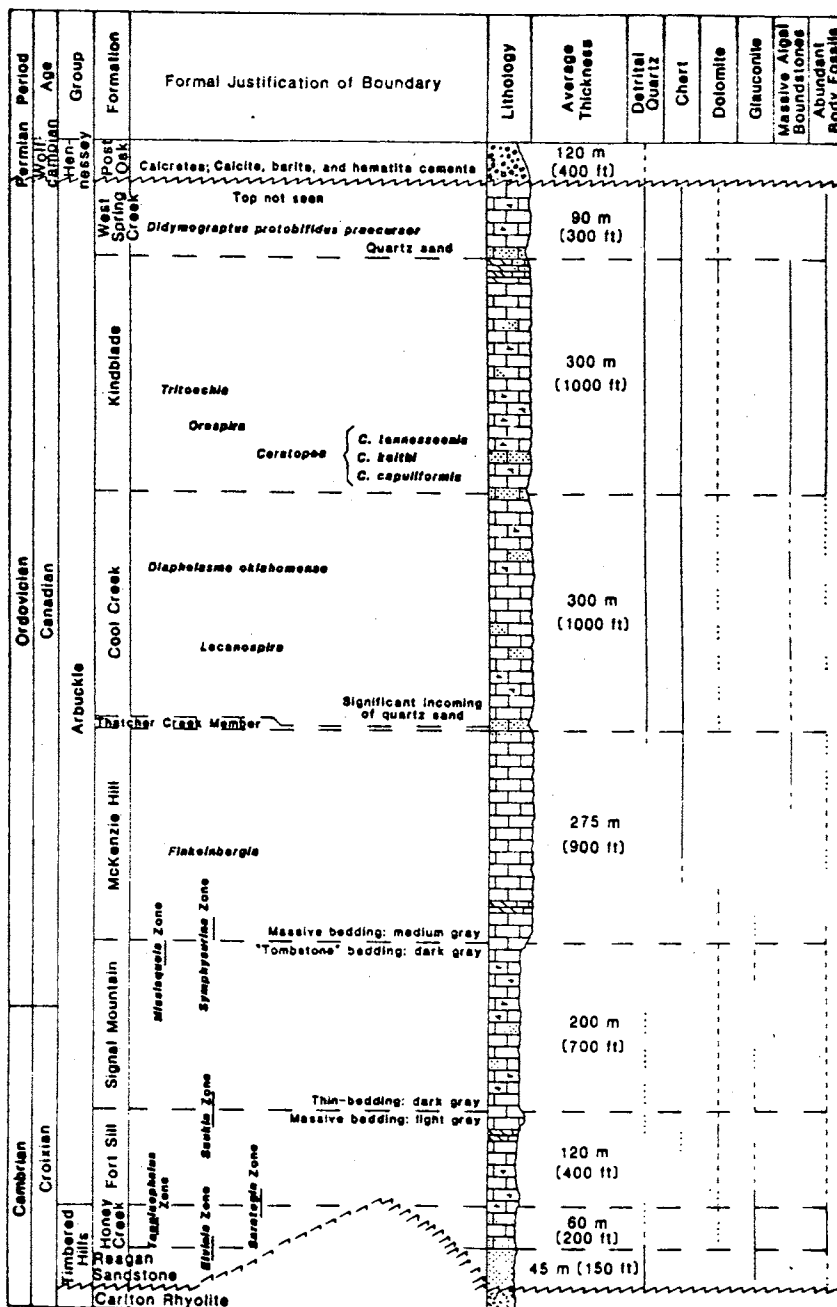 Period
Age
Group
Formation
Formal Justification of Boundary
Lithology
Average
Thickness
Detrital
Quartz
Chert
Dolomite
Glauconite
Massive Algal
Boundstones
Abundant
Body Fossils
Permian
Wolf-
campian
Hen-
nessey
Post
Oak
Calcretes; Calcite, barite, and hematite cements
120 m
(400 ft)
Ordovician
Canadian
Arbuckle
West
Spring
Creek
Top not seen
Didymograptus protobifidus praecursor
Quartz sand
90 m
(300 ft)
Kindblade
Tritoechia
Orospira
Ceratopea
C. tennesseensis
C. keithi
C. capuliformis
300 m
(1000 ft)
Cool Creek
Diaphelasma oklahomense
Lecanospira
300 m
(1000 ft)
Significant incoming
of quartz sand
Thatcher Creek Member
McKenzie Hill
Finkelnbergia
275 m
(900 ft)
Missisquoia Zone
Symphysurina Zone
Massive bedding: medium gray
"Tombstone" bedding: dark gray
Signal Mountain
200 m
(700 ft)
Cambrian
Croixian
Thin-bedding: dark gray
Massive bedding: light gray
Fort Sill
Saukia Zone
120 m
(400 ft)
Timbered
Hills
Honey
Creek
Taenicephalus
Zone
Elvinia Zone
Saratogia Zone
60 m
(200 ft)
Reagan
Sandstone
45 m (150 ft)
Carlton Rhyolite